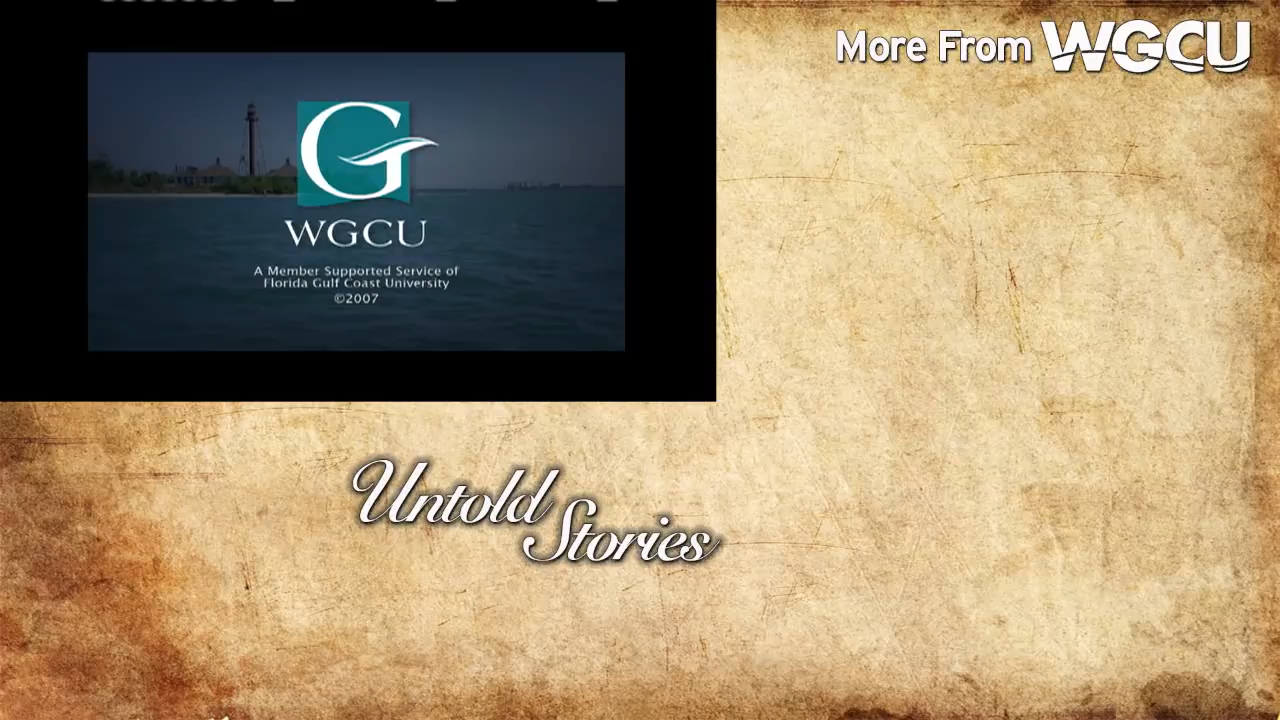 More From WGCU
G
WGCU
A Member Supported Service of
Florida Gulf Coast University
©2007
Untold
Stories